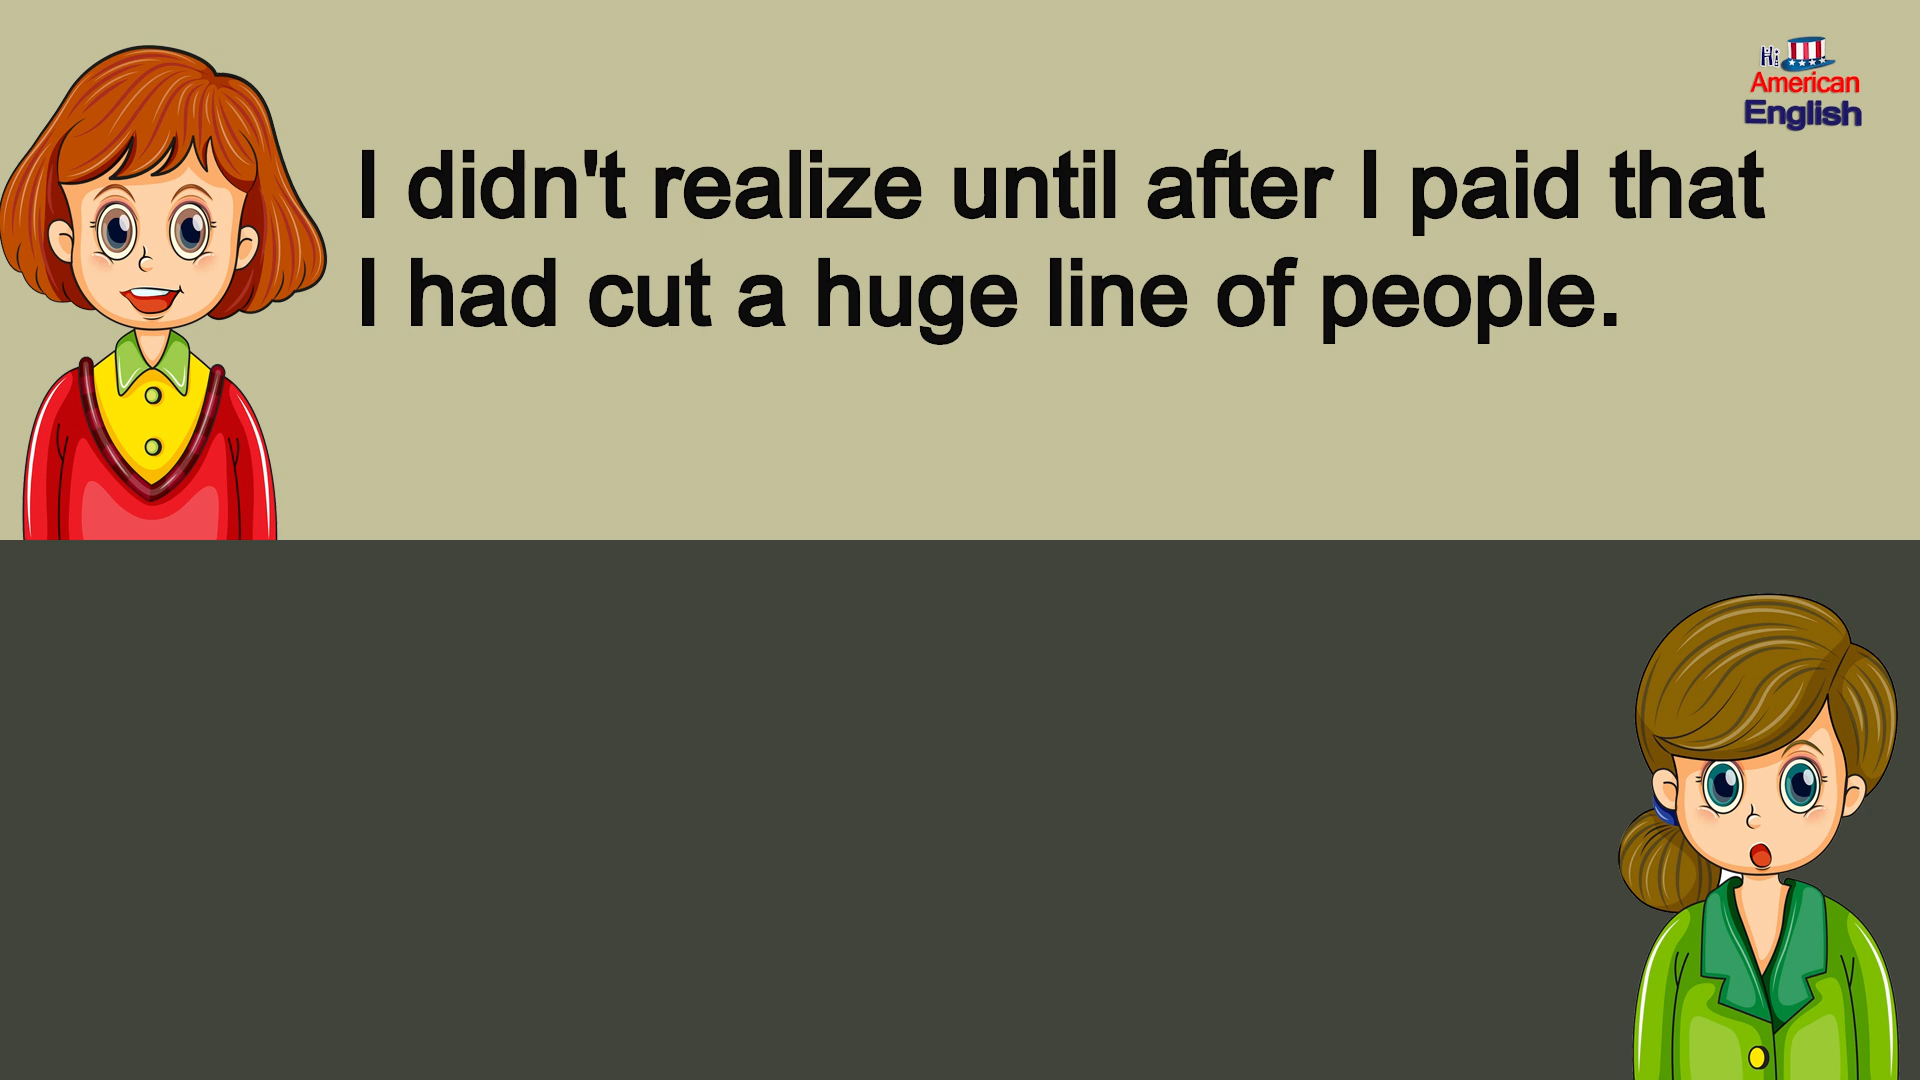 Hi
American
English
I didn't realize until after I paid that
I had cut a huge line of people.